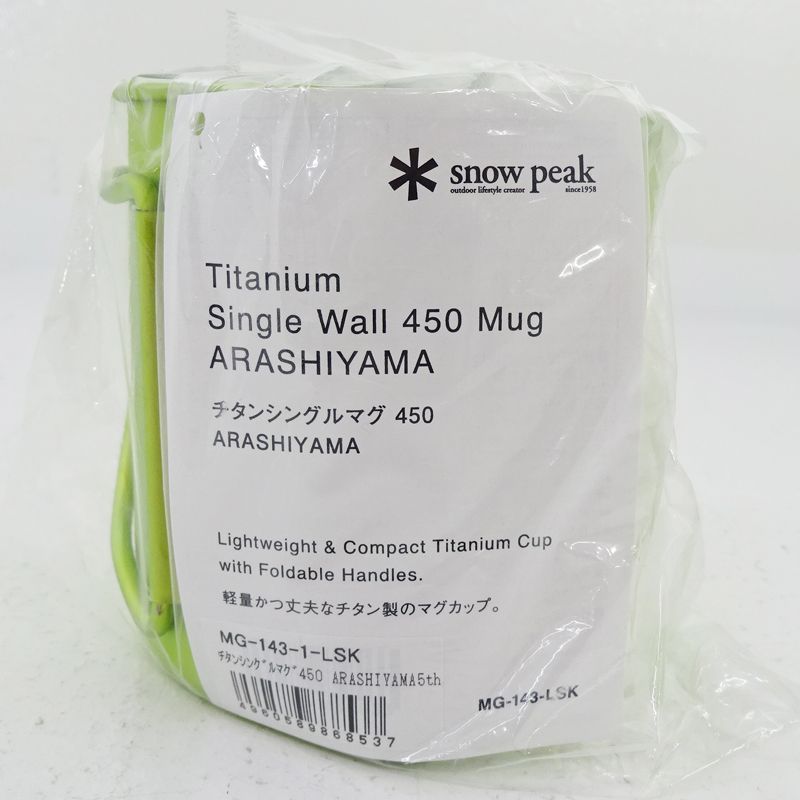 snow peak
outdoor lifestyle creator since1958
Titanium
Single Wall 450 Mug
ARASHIYAMA
チタンシングルマグ 450
ARASHIYAMA
Lightweight & Compact Titanium Cup
with Foldable Handles.
軽量かつ丈夫なチタン製のマグカップ。
MG-143-1-LSK
ﾁﾀﾝｼﾝｸﾞﾙﾏｸﾞ450 ARASHIYAMA5th
4960589868537
MG-143-LSK